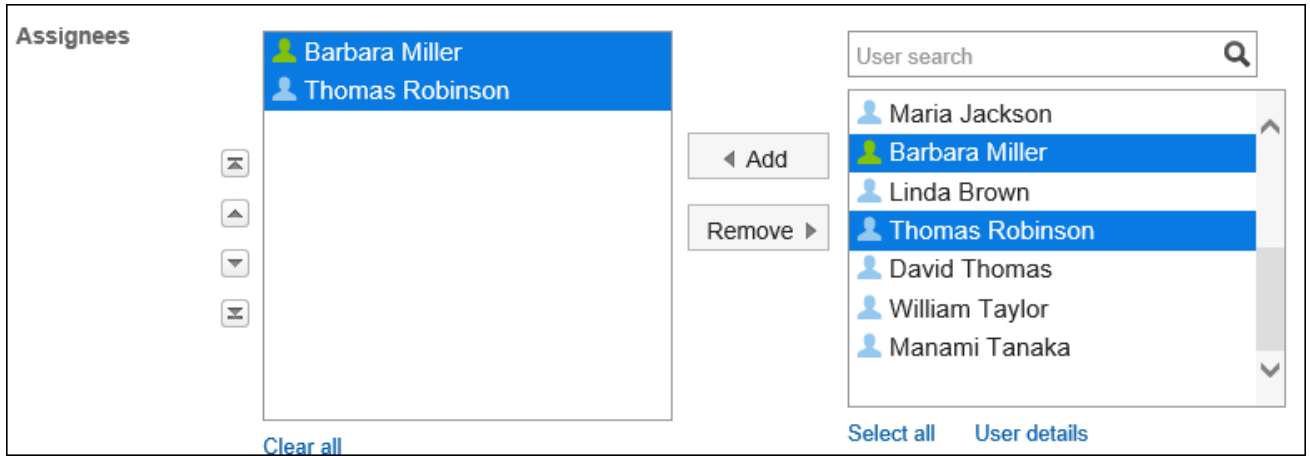 Assignees
Barbara Miller
Thomas Robinson
Clear all
Add
Remove
User search
Maria Jackson
Barbara Miller
Linda Brown
Thomas Robinson
David Thomas
William Taylor
Manami Tanaka
Select all User details